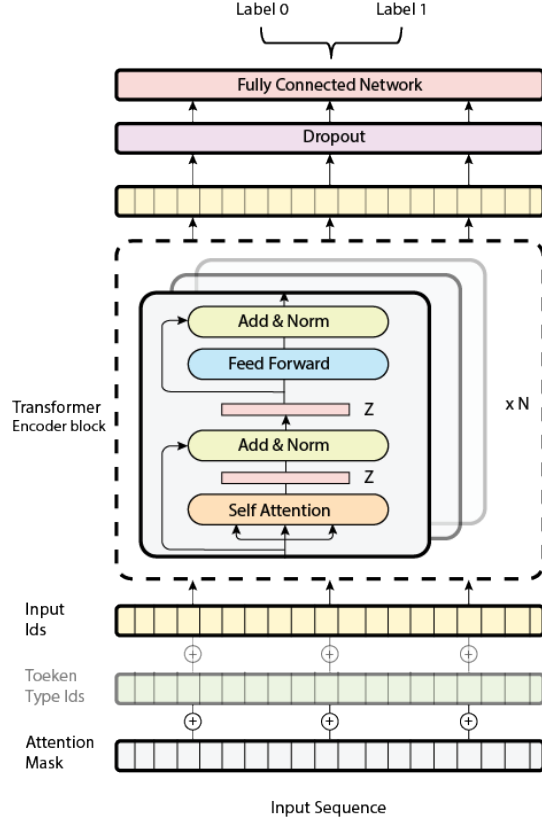 Label 0 Label 1
Fully Connected Network
Dropout
Add & Norm
Feed Forward
Z
Transformer
Encoder block
x N
Add & Norm
Z
Self Attention
Input
Ids
+ + +
Toeken
Type Ids
+ + +
Attention
Mask
Input Sequence